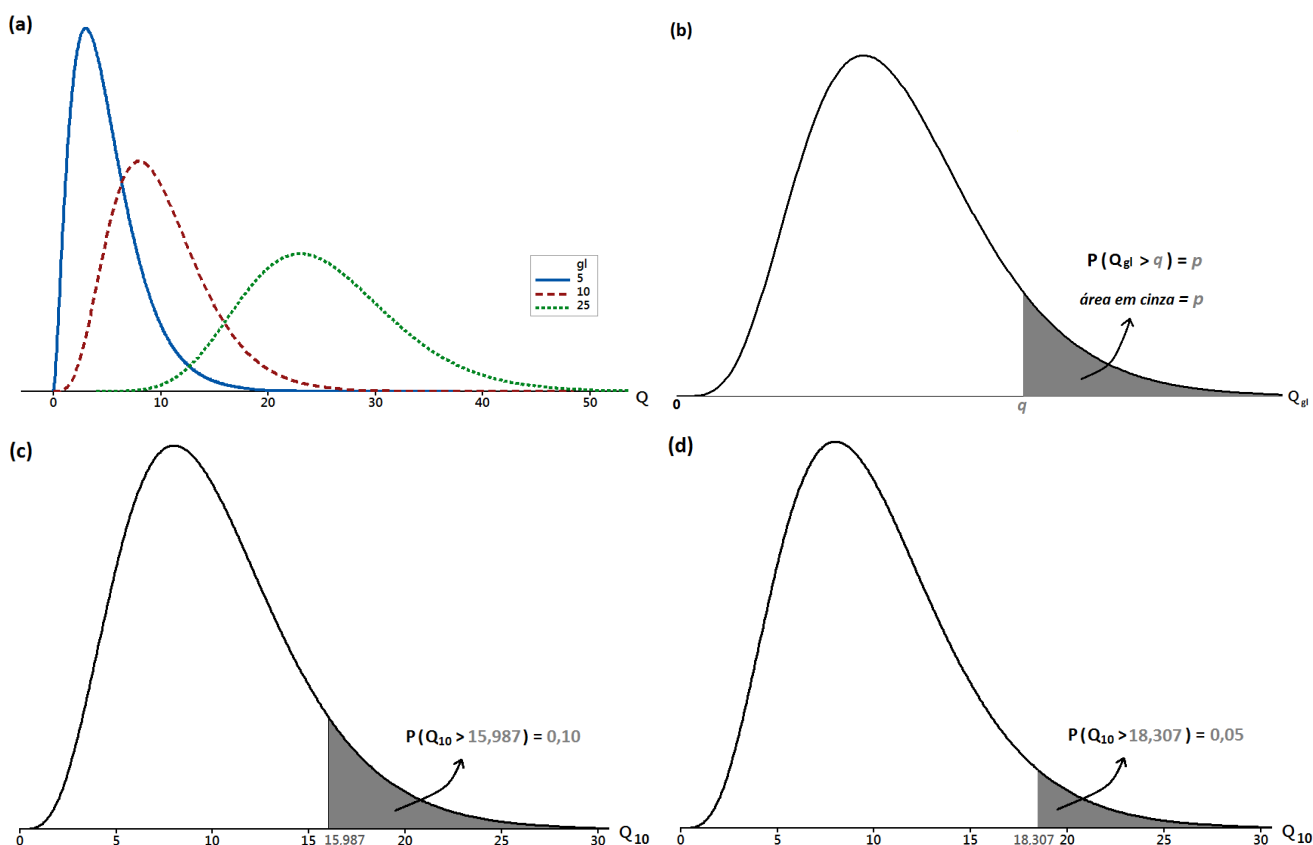 (a)
gl
5
10
25
0 10 20 30 40 50 Q
(b)
P ( Qgl > q ) = p
área em cinza = p
0 q Qgl
(c)
P ( Q10 > 15,987 ) = 0,10
0 5 10 15 15.987 20 25 30 Q10
(d)
P ( Q10 > 18,307 ) = 0,05
0 5 10 15 18.307 20 25 30 Q10